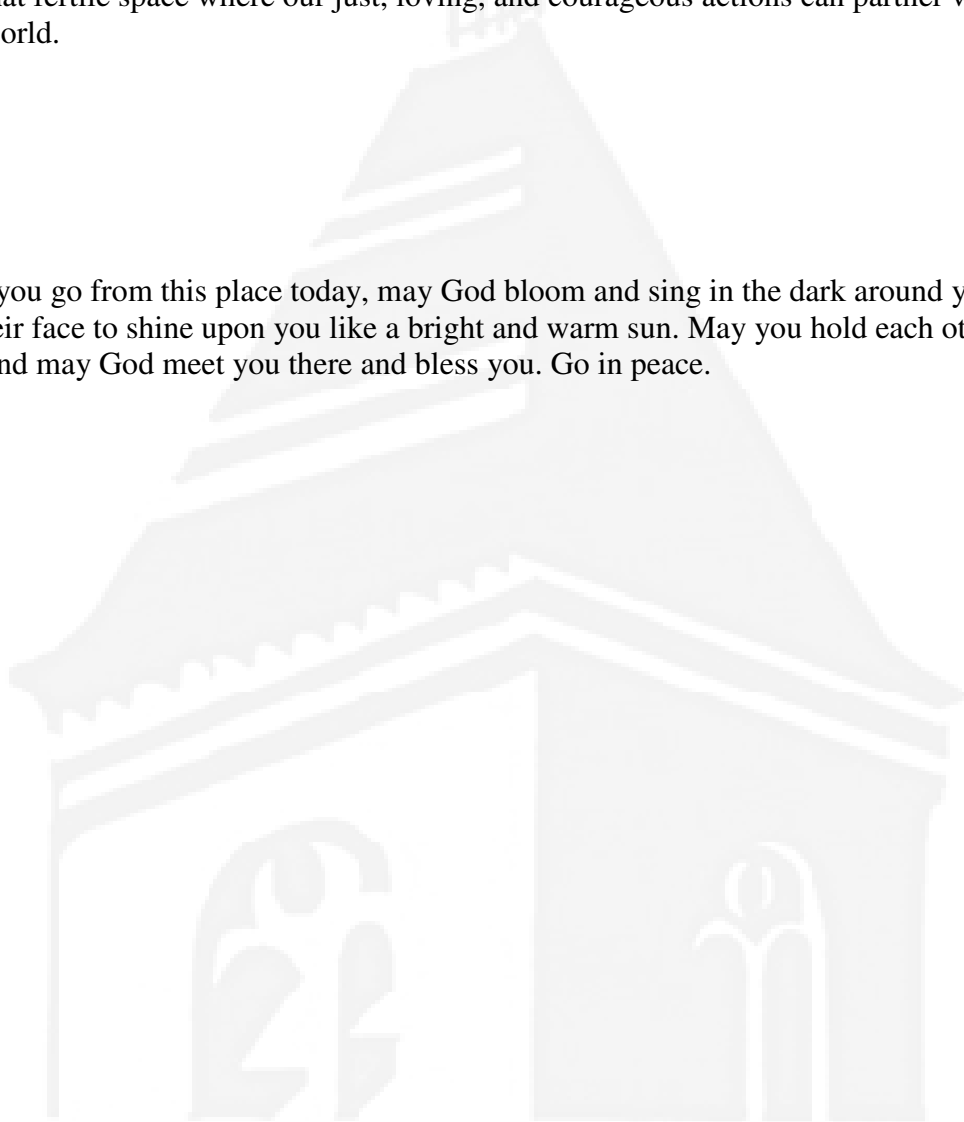 fertile space where our just, loving, and courageous actions can partner
orld.
you go from this place today, may God bloom and sing in the dark around y
eir face to shine upon you like a bright and warm sun. May you hold each ot
nd may God meet you there and bless you. Go in peace.